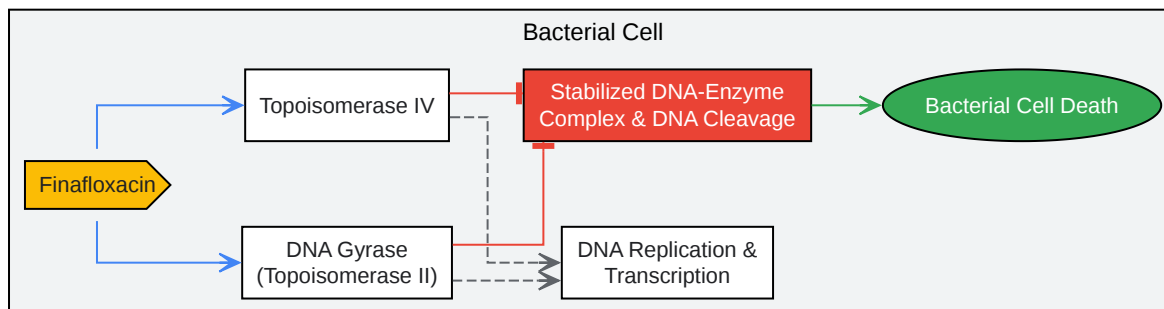 Bacterial Cell
Topoisomerase IV
Stabilized DNA-Enzyme
Complex & DNA Cleavage
Bacterial Cell Death
Finafloxacin
DNA Gyrase
(Topoisomerase II)
DNA Replication &
Transcription